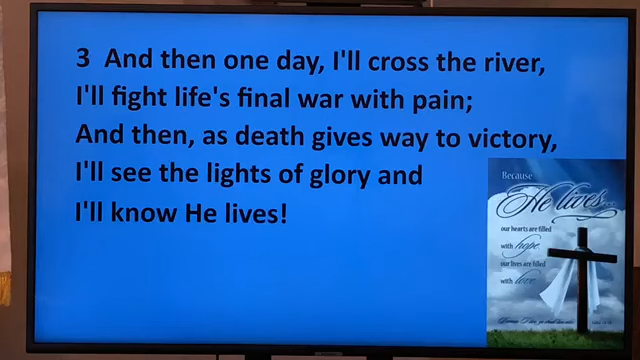 3 And then one day, I'll cross the river,
I'll fight life's final war with pain;
And then, as death gives way to victory,
I'll see the lights of glory and
I'll know He lives!
Because
He lives...
our hearts are filled
with hope
our lives are filled
with love